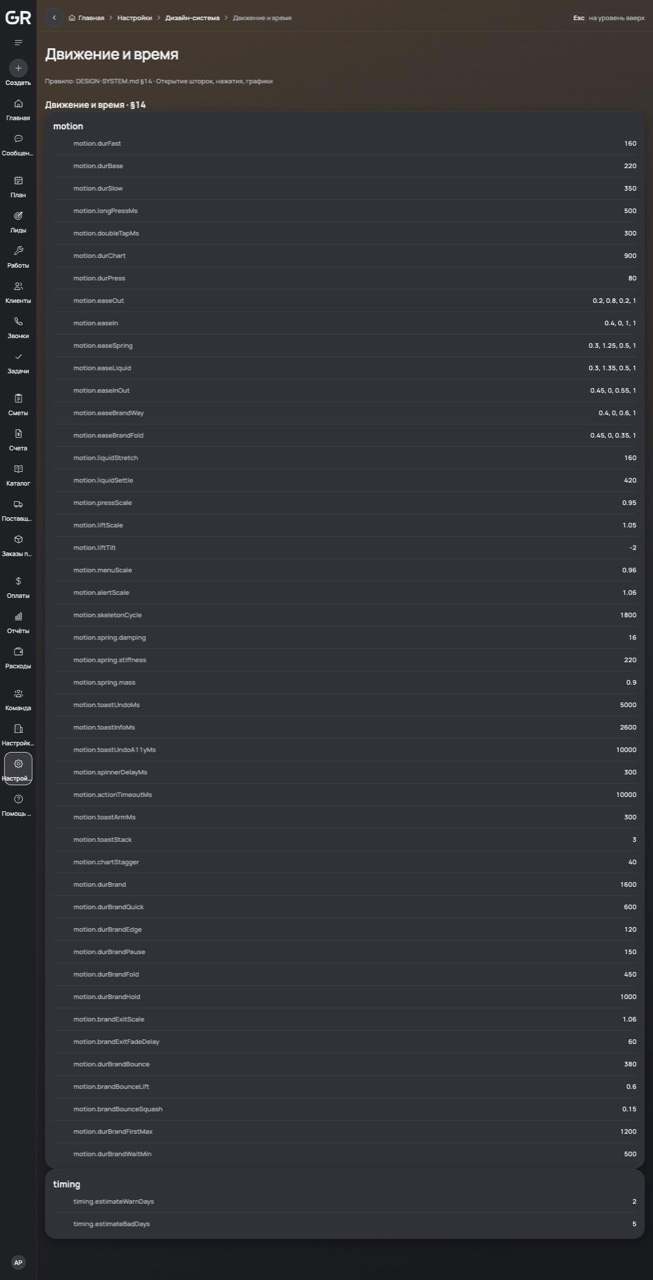 GR
Главная > Настройки > Дизайн-система > Движение и время
Esc на уровень вверх
Создать
Главная
Сообщен...
План
Лиды
Работы
Клиенты
Звонки
Задачи
Сметы
Счета
Каталог
Поставщ...
Заказы п...
Оплаты
Отчёты
Расходы
Команда
Настройк...
Настрой...
Помощь ...
AP
Движение и время
Правило: DESIGN-SYSTEM.md §14 · Открытие шторок, нажатия, графики
Движение и время · §14
motion
motion.durFast 160
motion.durBase 220
motion.durSlow 350
motion.longPressMs 500
motion.doubleTapMs 300
motion.durChart 900
motion.durPress 80
motion.easeOut 0.2, 0.8, 0.2, 1
motion.easeIn 0.4, 0, 1, 1
motion.easeSpring 0.3, 1.25, 0.5, 1
motion.easeLiquid 0.3, 1.35, 0.5, 1
motion.easeInOut 0.45, 0, 0.55, 1
motion.easeBrandWay 0.4, 0, 0.6, 1
motion.easeBrandFold 0.45, 0, 0.35, 1
motion.liquidStretch 160
motion.liquidSettle 420
motion.pressScale 0.95
motion.liftScale 1.05
motion.liftTilt -2
motion.menuScale 0.96
motion.alertScale 1.06
motion.skeletonCycle 1800
motion.spring.damping 16
motion.spring.stiffness 220
motion.spring.mass 0.9
motion.toastUndoMs 5000
motion.toastInfoMs 2600
motion.toastUndoA11yMs 10000
motion.spinnerDelayMs 300
motion.actionTimeoutMs 10000
motion.toastArmMs 300
motion.toastStack 3
motion.chartStagger 40
motion.durBrand 1600
motion.durBrandQuick 600
motion.durBrandEdge 120
motion.durBrandPause 150
motion.durBrandFold 450
motion.durBrandHold 1000
motion.brandExitScale 1.06
motion.brandExitFadeDelay 60
motion.durBrandBounce 380
motion.brandBounceLift 0.6
motion.brandBounceSquash 0.15
motion.durBrandFirstMax 1200
motion.durBrandWaitMin 500
timing
timing.estimateWarnDays 2
timing.estimateBadDays 5